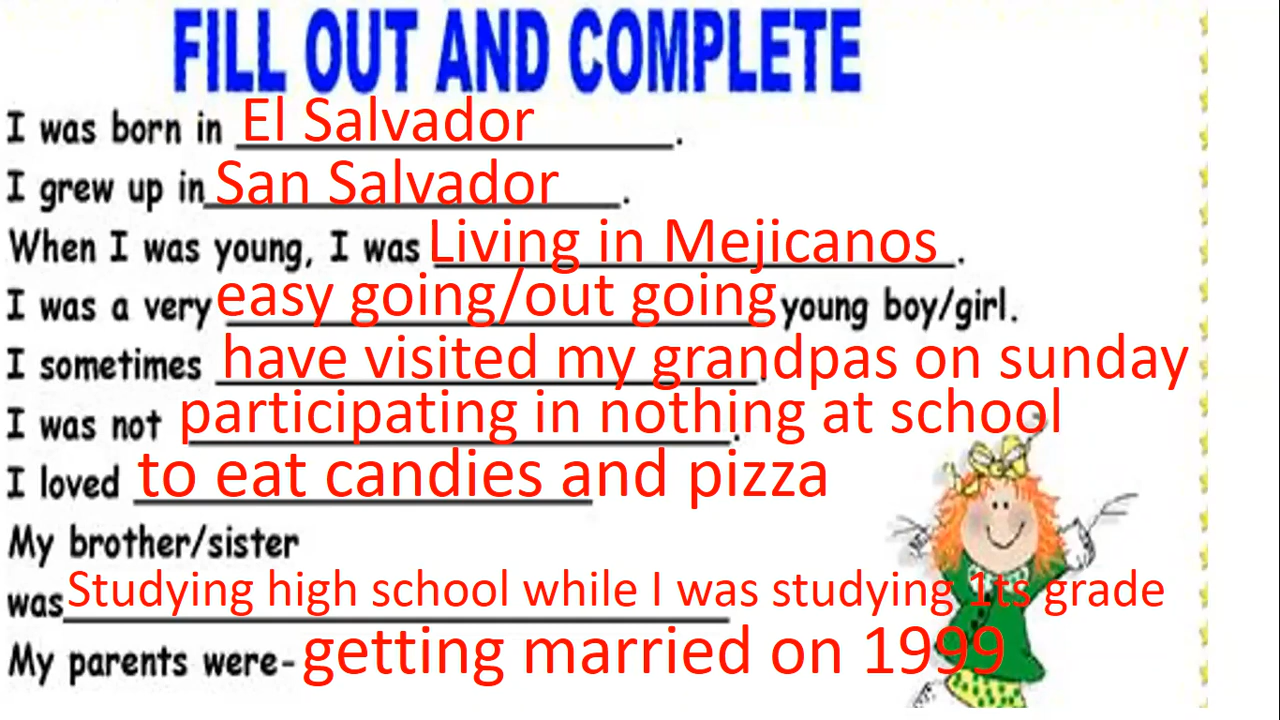 FILL OUT AND COMPLETE
I was born in El Salvador.
I grew up in San Salvador.
When I was young, I was Living in Mejicanos.
I was a very easy going/out going young boy/girl.
I sometimes have visited my grandpas on sunday.
I was not participating in nothing at school.
I loved to eat candies and pizza
My brother/sister
was Studying high school while I was studying 1ts grade
My parents were- getting married on 1999